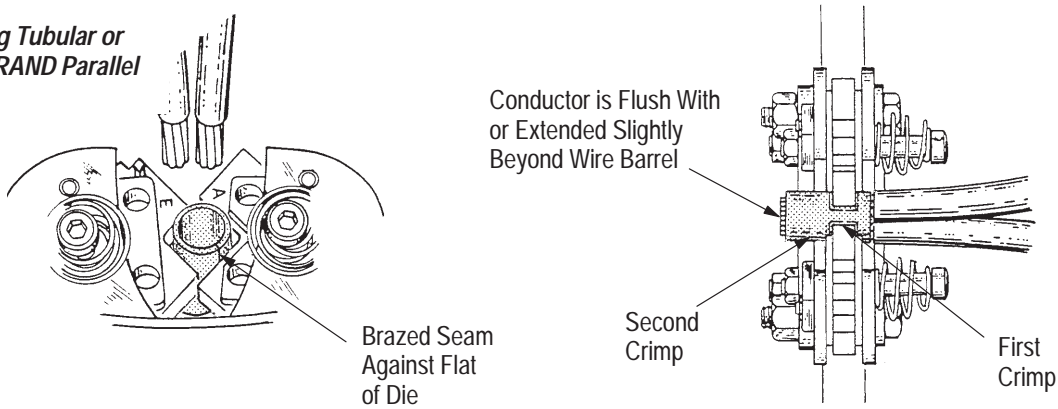 g Tubular or
RAND Parallel
E
A
Brazed Seam
Against Flat
of Die
Conductor is Flush With
or Extended Slightly
Beyond Wire Barrel
Second
Crimp
First
Crimp